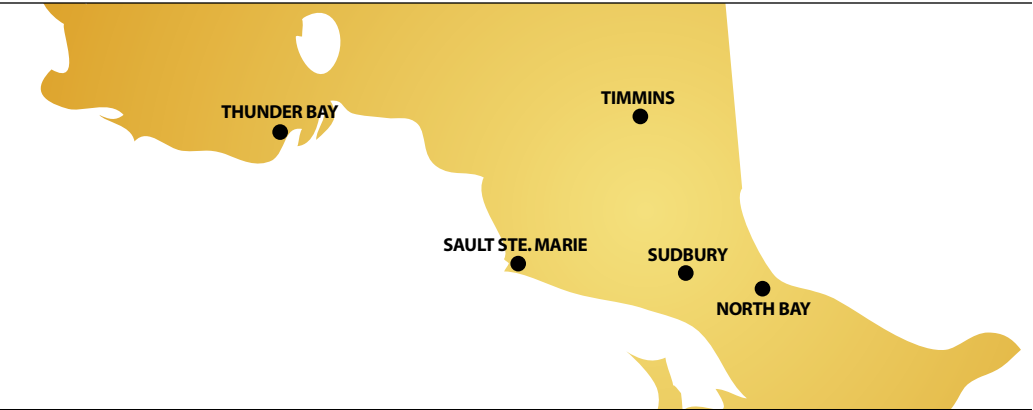 TIMMINS
THUNDER BAY
SAULT STE. MARIE
SUDBURY
NORTH BAY